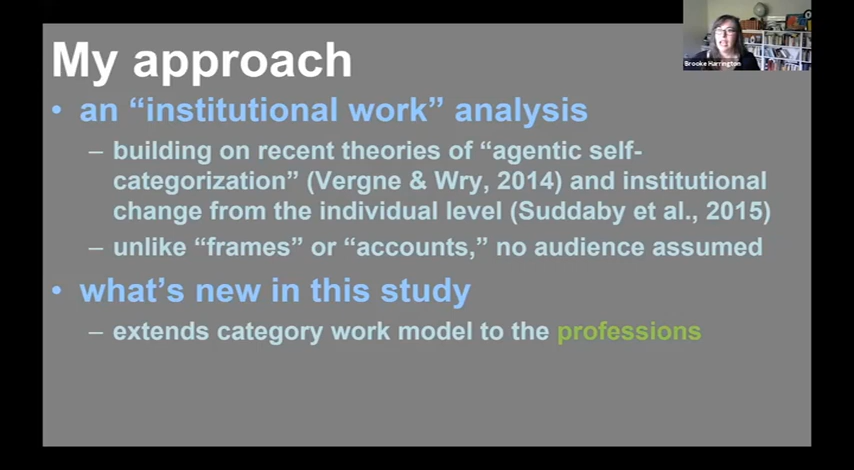 My approach
• an “institutional work” analysis
– building on recent theories of “agentic self-
categorization” (Vergne & Wry, 2014) and institutional
change from the individual level (Suddaby et al., 2015)
– unlike “frames” or “accounts,” no audience assumed
• what’s new in this study
– extends category work model to the professions
Brooke Harrington